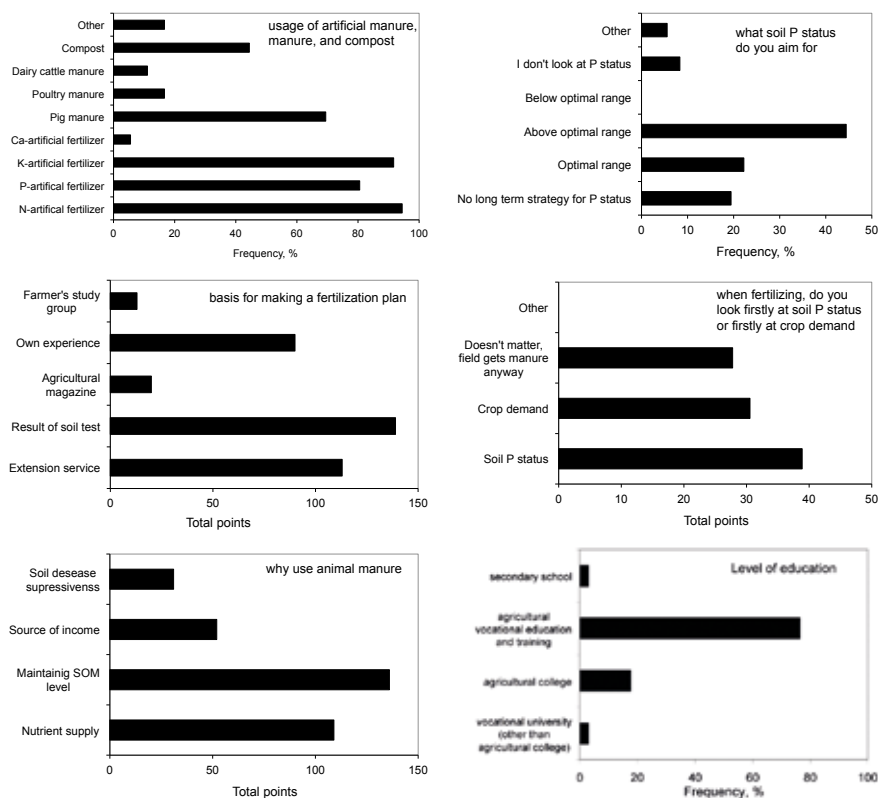 usage of artificial manure,
manure, and compost
Other
Compost
Dairy cattle manure
Poultry manure
Pig manure
Ca-artificial fertilizer
K-artificial fertilizer
P-artifical fertilizer
N-artifical fertilizer
0 20 40 60 80 100
Frequency, %
what soil P status
do you aim for
Other
I don't look at P status
Below optimal range
Above optimal range
Optimal range
No long term strategy for P status
0 10 20 30 40 50
Frequency, %
basis for making a fertilization plan
Farmer's study
group
Own experience
Agricultural
magazine
Result of soil test
Extension service
0 50 100 150
Total points
when fertilizing, do you
look firstly at soil P status
or firstly at crop demand
Other
Doesn't matter,
field gets manure
anyway
Crop demand
Soil P status
0 10 20 30 40 50
Total points
why use animal manure
Soil desease
supressivenss
Source of income
Maintainig SOM
level
Nutrient supply
0 50 100 150
Total points
Level of education
secondary school
agricultural
vocational education
and training
agricultural college
vocational university
(other than
agricultural college)
0 20 40 60 80 100
Frequency, %